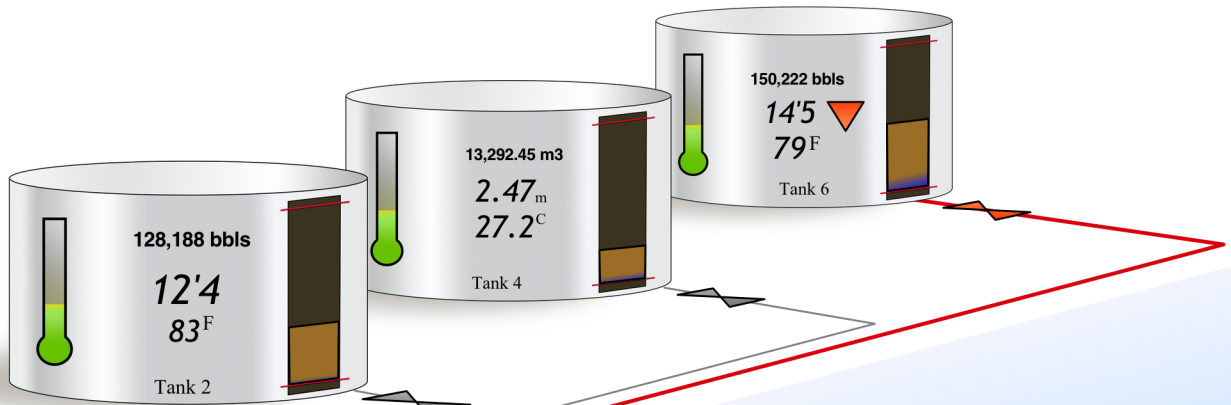 128,188 bbls
12'4
83F
Tank 2
13,292.45 m3
2.47m
27.2C
Tank 4
150,222 bbls
14'5
79F
Tank 6